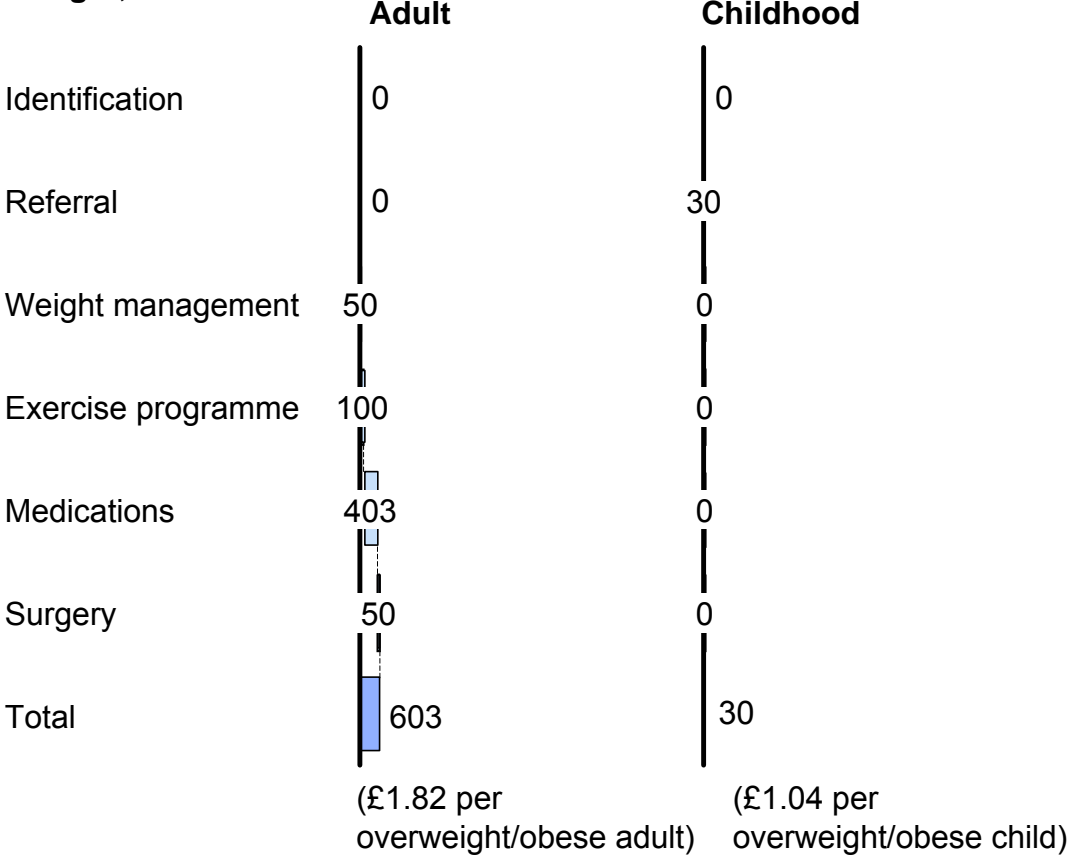 Adult Childhood
Identification 0 0
Referral 0 30
Weight management 50 0
Exercise programme 100 0
Medications 403 0
Surgery 50 0
Total 603 30
(£1.82 per (£1.04 per
overweight/obese adult) overweight/obese child)